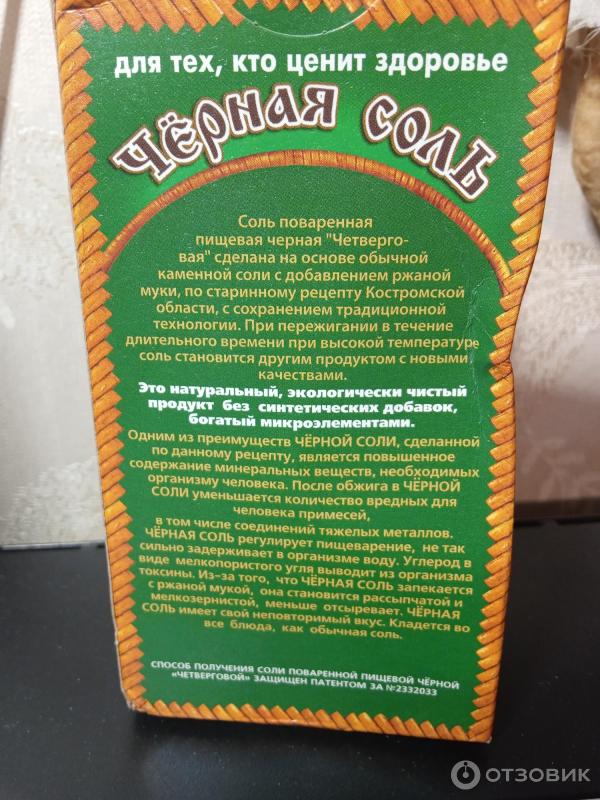 для тех, кто ценит здоровье
Чёрная соль
Соль поваренная
пищевая черная "Четверго-
вая" сделана на основе обычной
каменной соли с добавлением ржаной
муки, по старинному рецепту Костромской
области, с сохранением традиционной
технологии. При пережигании в течение
длительного времени при высокой температуре
соль становится другим продуктом с новыми
качествами.
Это натуральный, экологически чистый
продукт без синтетических добавок,
богатый микроэлементами.
Одним из преимуществ ЧЁРНОЙ СОЛИ, сделанной
по данному рецепту, является повышенное
содержание минеральных веществ, необходимых
организму человека. После обжига в ЧЁРНОЙ
СОЛИ уменьшается количество вредных для
человека примесей,
в том числе соединений тяжелых металлов.
ЧЁРНАЯ СОЛЬ регулирует пищеварение, не так
сильно задерживает в организме воду. Углерод в
виде мелкопористого угля выводит из организма
токсины. Из-за того, что ЧЁРНАЯ СОЛЬ запекается
с ржаной мукой, она становится рассыпчатой и
мелкозернистой, меньше отсыревает. ЧЁРНАЯ
СОЛЬ имеет свой неповторимый вкус. Кладется во
все блюда, как обычная соль.
СПОСОБ ПОЛУЧЕНИЯ СОЛИ ПОВАРЕННОЙ ПИЩЕВОЙ ЧЁРНОЙ
«ЧЕТВЕРГОВОЙ» ЗАЩИЩЕН ПАТЕНТОМ ЗА №2332033
ОТЗОВИК